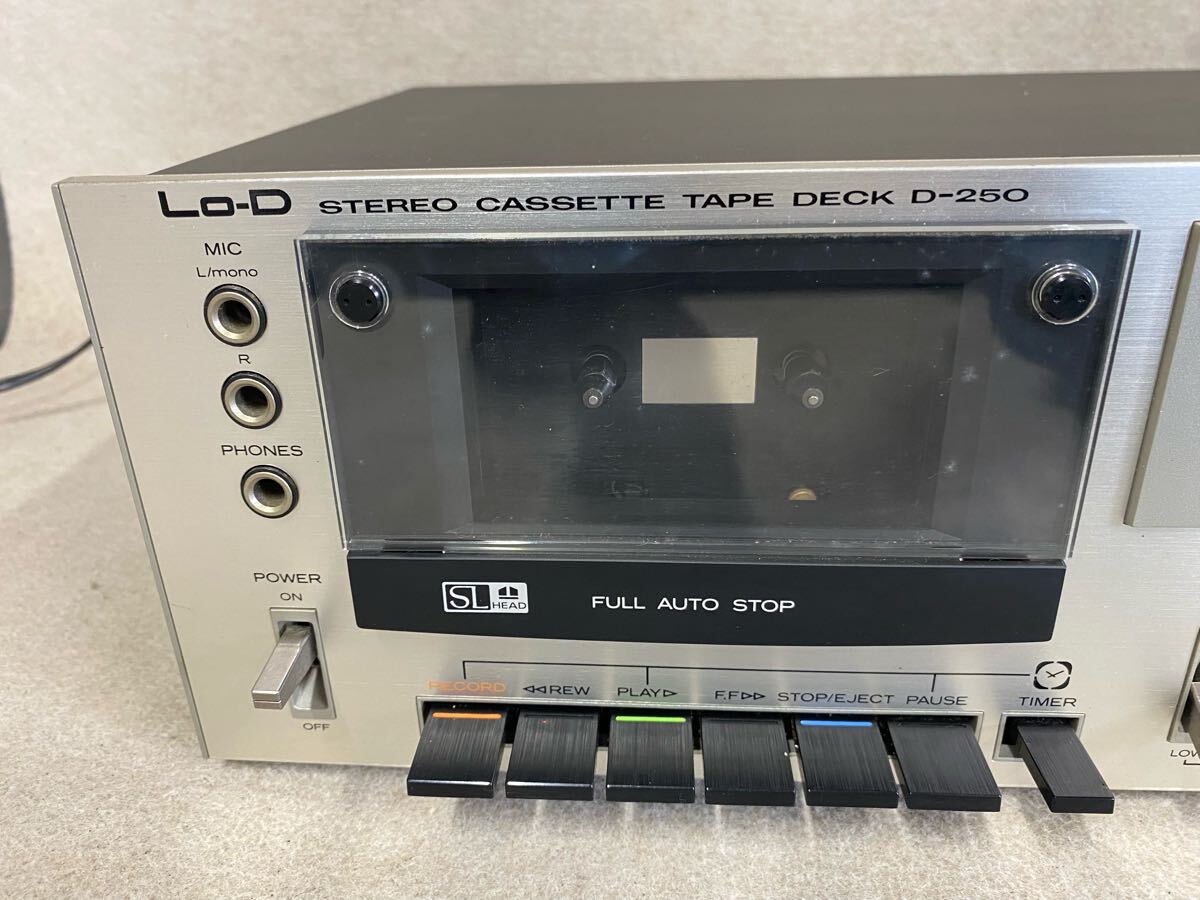 Lo-D STEREO CASSETTE TAPE DECK D-250
MIC
L/mono
R
PHONES
POWER
ON
OFF
SL HEAD
FULL AUTO STOP
RECORD ◁◁REW PLAY▷ F.F▷▷ STOP/EJECT PAUSE TIMER
LOW